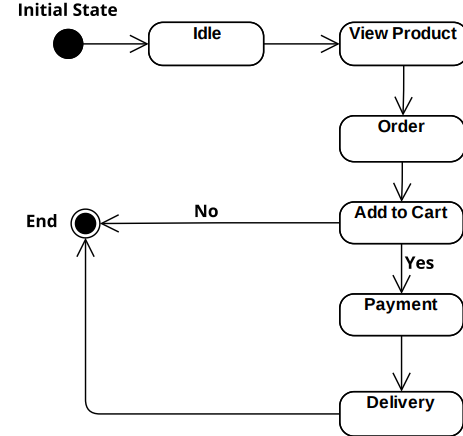 Initial State
Idle
View Product
Order
Add to Cart
No
End
Yes
Payment
Delivery